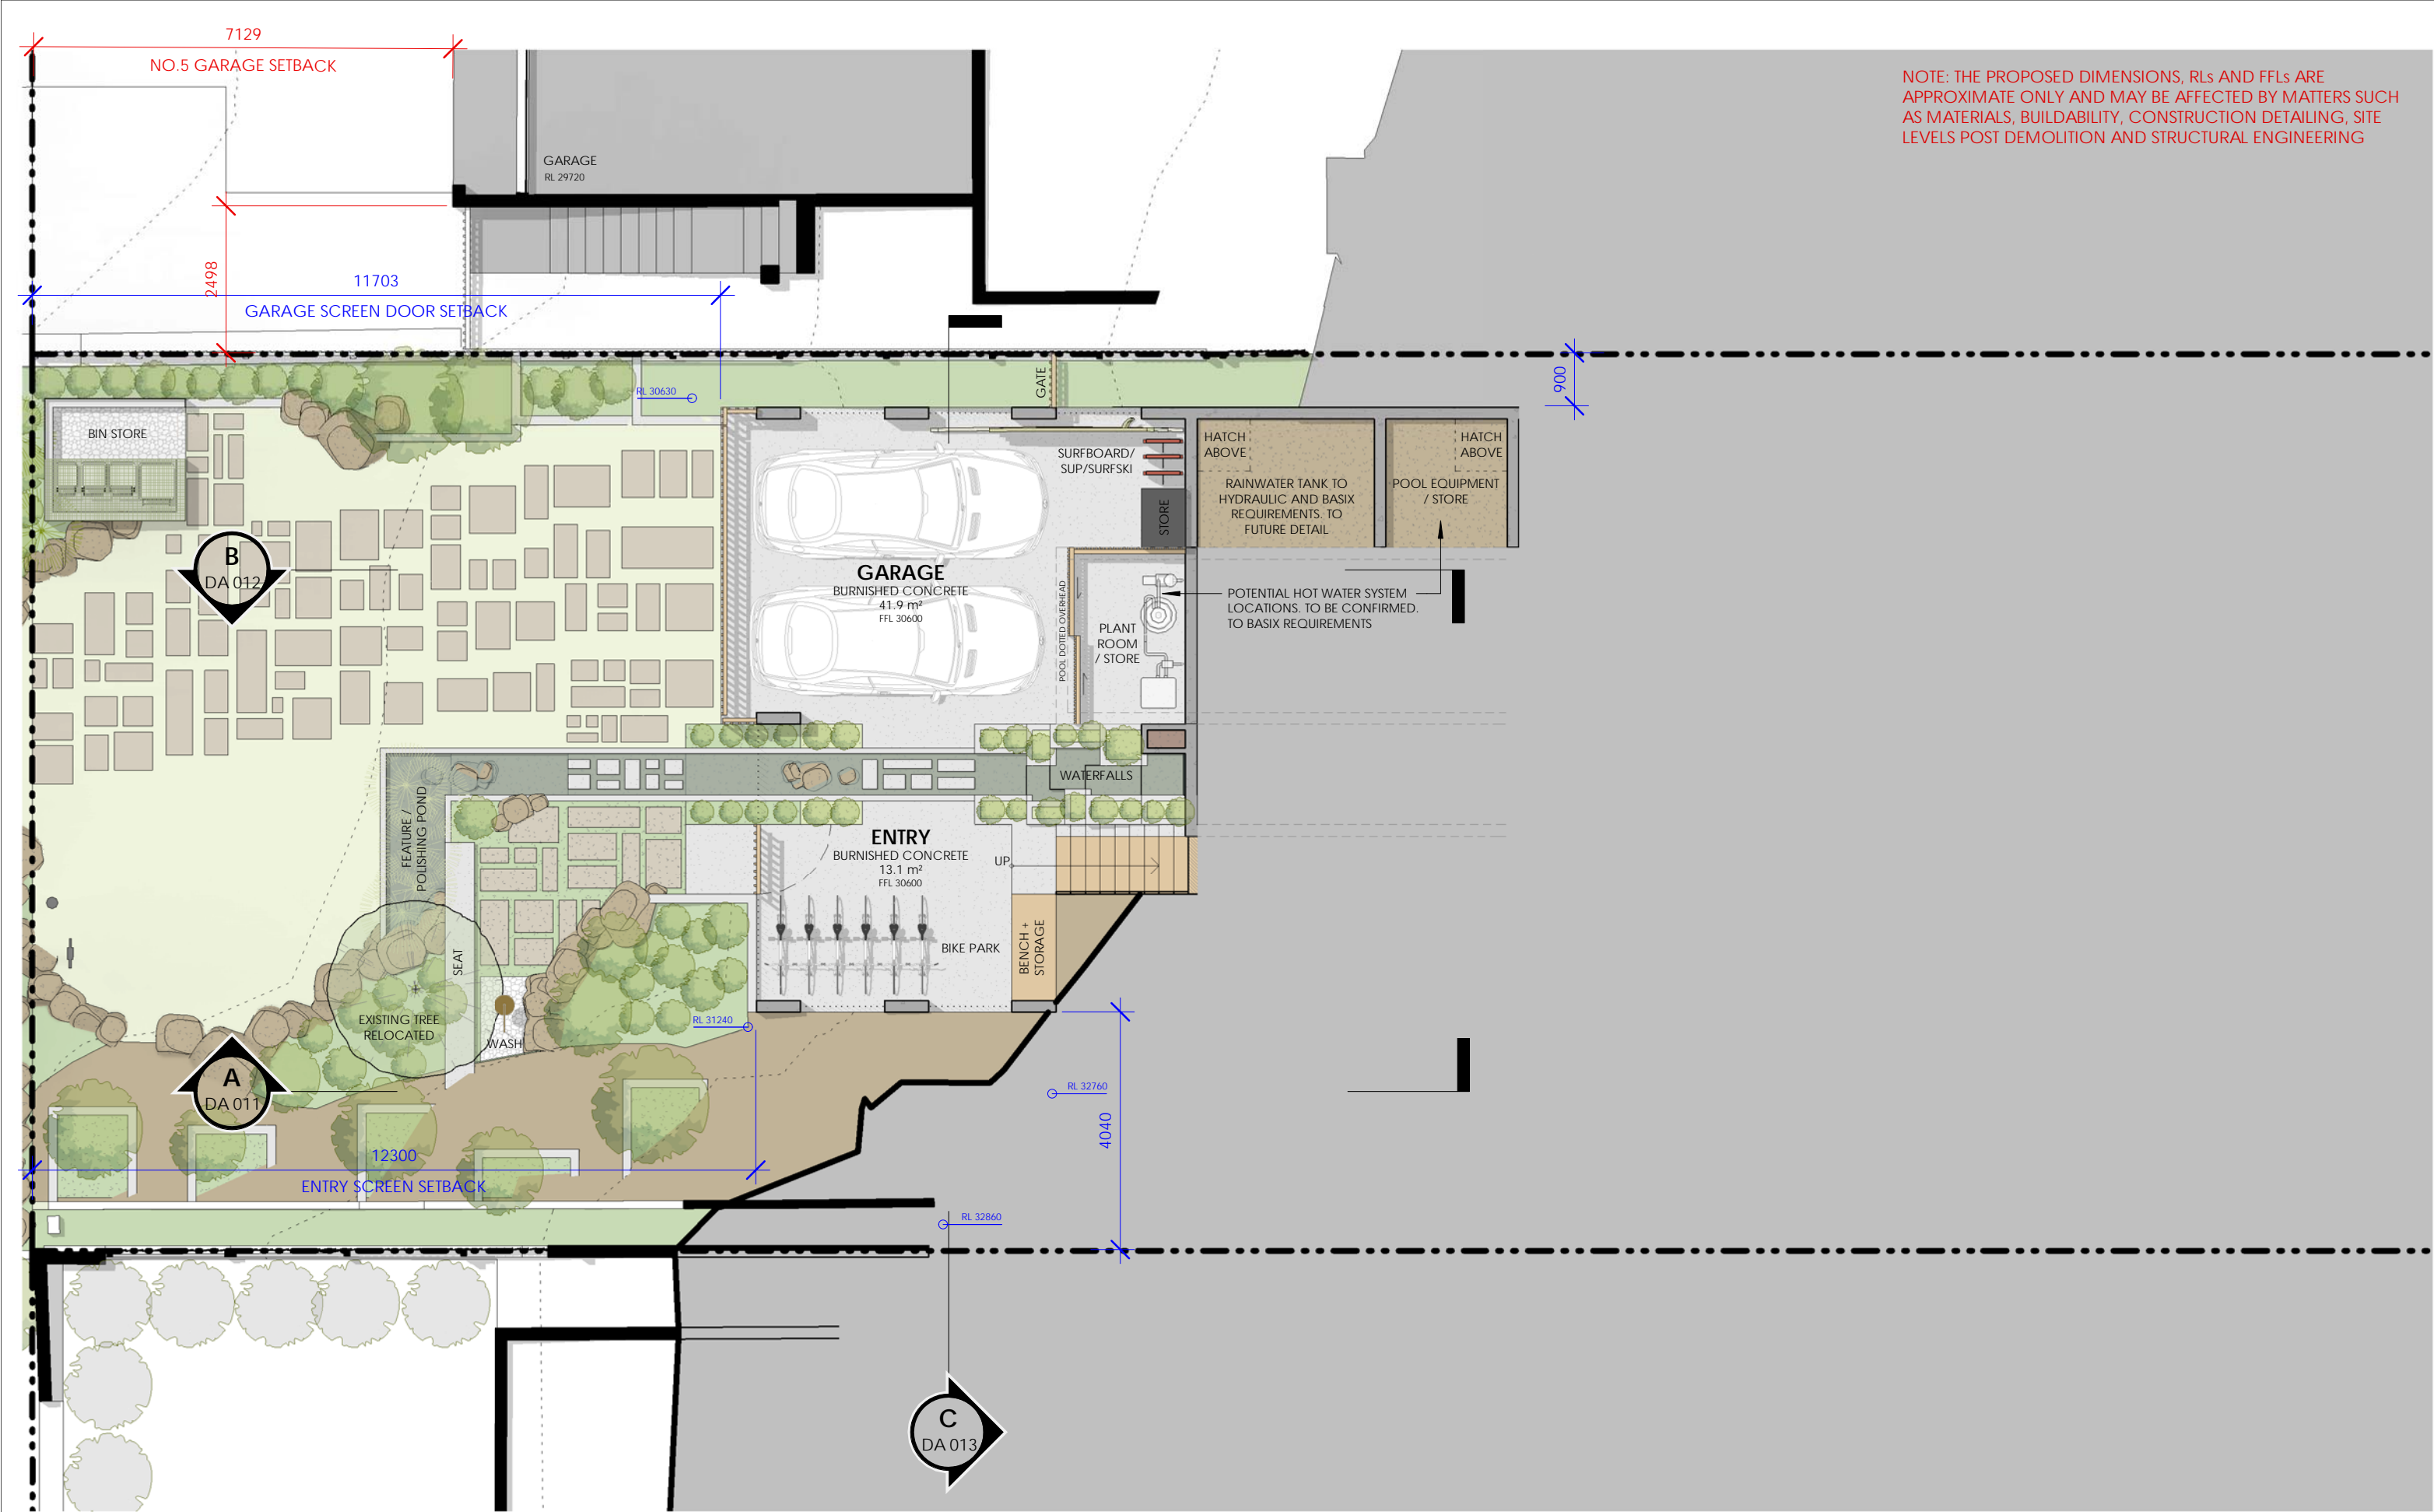 7129
NO.5 GARAGE SETBACK
NOTE: THE PROPOSED DIMENSIONS, RLs AND FFLs ARE
APPROXIMATE ONLY AND MAY BE AFFECTED BY MATTERS SUCH
AS MATERIALS, BUILDABILITY, CONSTRUCTION DETAILING, SITE
LEVELS POST DEMOLITION AND STRUCTURAL ENGINEERING
GARAGE
RL 29720
2498
11703
GARAGE SCREEN DOOR SETBACK
900
GATE
RL 30630
BIN STORE
SURFBOARD/
SUP/SURFSKI
STORE
HATCH
ABOVE
HATCH
ABOVE
RAINWATER TANK TO
HYDRAULIC AND BASIX
REQUIREMENTS. TO
FUTURE DETAIL
POOL EQUIPMENT
/ STORE
B
DA 012
GARAGE
BURNISHED CONCRETE
41.9 m²
FFL 30600
POOL DOTTED OVERHEAD
PLANT
ROOM
/ STORE
POTENTIAL HOT WATER SYSTEM
LOCATIONS. TO BE CONFIRMED.
TO BASIX REQUIREMENTS
WATERFALLS
FEATURE /
POLISHING POND
ENTRY
BURNISHED CONCRETE
13.1 m²
FFL 30600
UP
BIKE PARK
BENCH +
STORAGE
SEAT
EXISTING TREE
RELOCATED
WASH
RL 31240
A
DA 011
RL 32760
4040
12300
ENTRY SCREEN SETBACK
RL 32860
C
DA 013